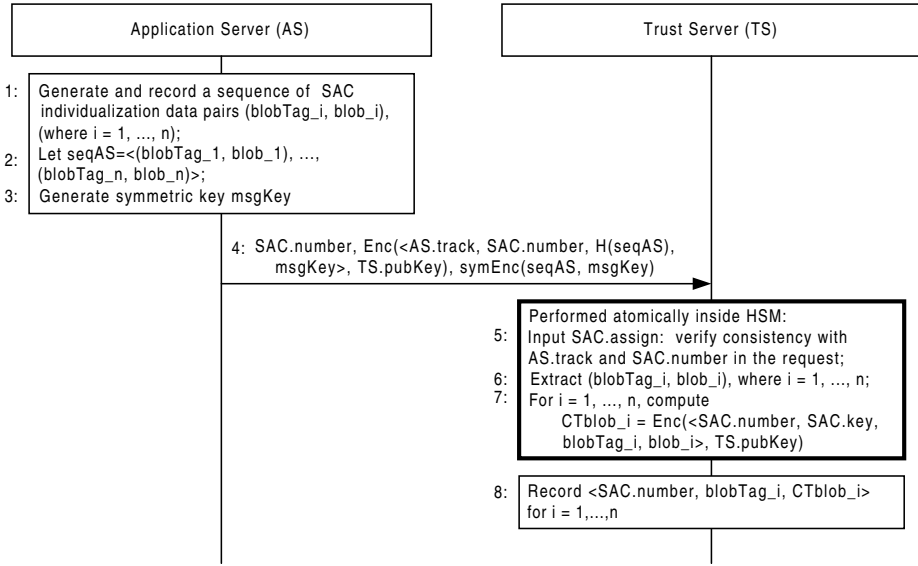 Application Server (AS)
Trust Server (TS)
1: Generate and record a sequence of SAC
individualization data pairs (blobTag_i, blob_i),
(where i = 1, ..., n);
2: Let seqAS=<(blobTag_1, blob_1), ...,
(blobTag_n, blob_n)>;
3: Generate symmetric key msgKey
4: SAC.number, Enc(<AS.track, SAC.number, H(seqAS),
msgKey>, TS.pubKey), symEnc(seqAS, msgKey)
Performed atomically inside HSM:
5: Input SAC.assign: verify consistency with
AS.track and SAC.number in the request;
6: Extract (blobTag_i, blob_i), where i = 1, ..., n;
7: For i = 1, ..., n, compute
CTblob_i = Enc(<SAC.number, SAC.key,
blobTag_i, blob_i>, TS.pubKey)
8: Record <SAC.number, blobTag_i, CTblob_i>
for i = 1,...,n